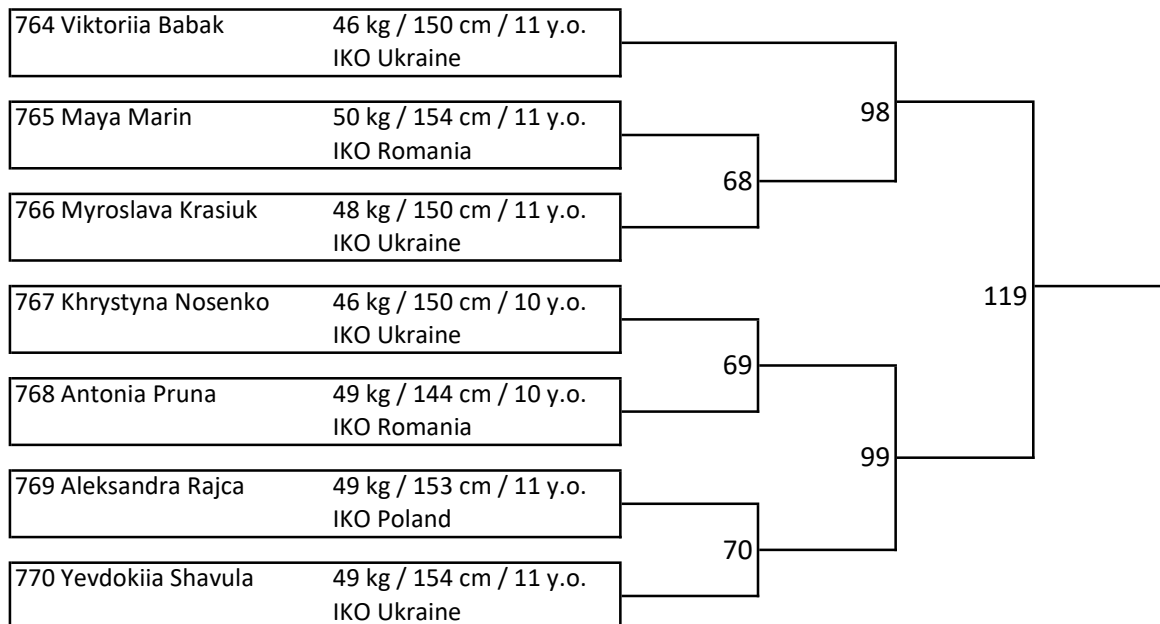 764 Viktoriia Babak 46 kg / 150 cm / 11 y.o.
IKO Ukraine
765 Maya Marin 50 kg / 154 cm / 11 y.o.
98
IKO Romania
68
766 Myroslava Krasiuk 48 kg / 150 cm / 11 y.o.
IKO Ukraine
767 Khrystyna Nosenko 46 kg / 150 cm / 10 y.o.
119
IKO Ukraine
69
768 Antonia Pruna 49 kg / 144 cm / 10 y.o.
IKO Romania
99
769 Aleksandra Rajca 49 kg / 153 cm / 11 y.o.
IKO Poland
70
770 Yevdokiia Shavula 49 kg / 154 cm / 11 y.o.
IKO Ukraine